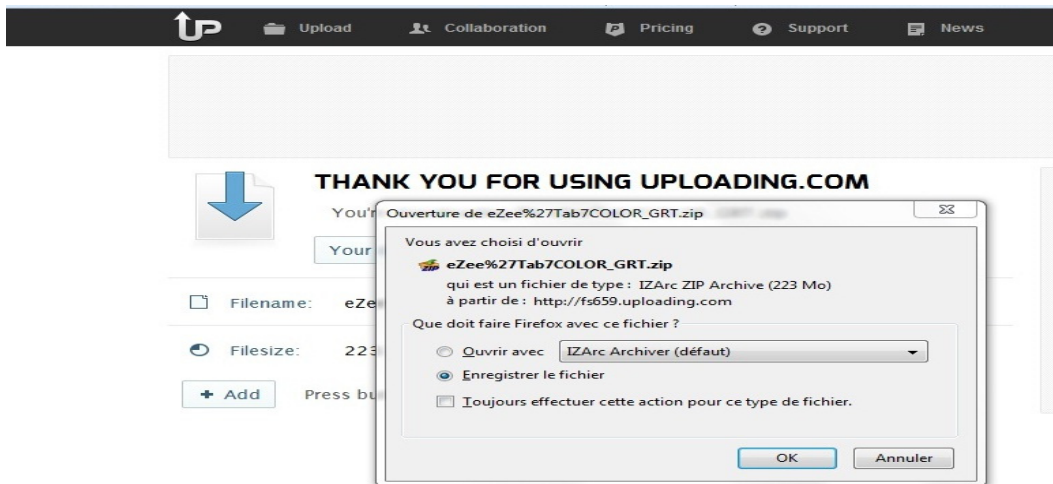 UP Upload Collaboration Pricing Support News
THANK YOU FOR USING UPLOADING.COM
You'r
Your
Filename: eZe
Filesize: 223
+ Add Press bu
Ouverture de eZee%27Tab7COLOR_GRT.zip
Vous avez choisi d'ouvrir
eZee%27Tab7COLOR_GRT.zip
qui est un fichier de type : IZArc ZIP Archive (223 Mo)
à partir de : http://fs659.uploading.com
Que doit faire Firefox avec ce fichier ?
Ouvrir avec IZArc Archiver (défaut)
Enregistrer le fichier
Toujours effectuer cette action pour ce type de fichier.
OK Annuler